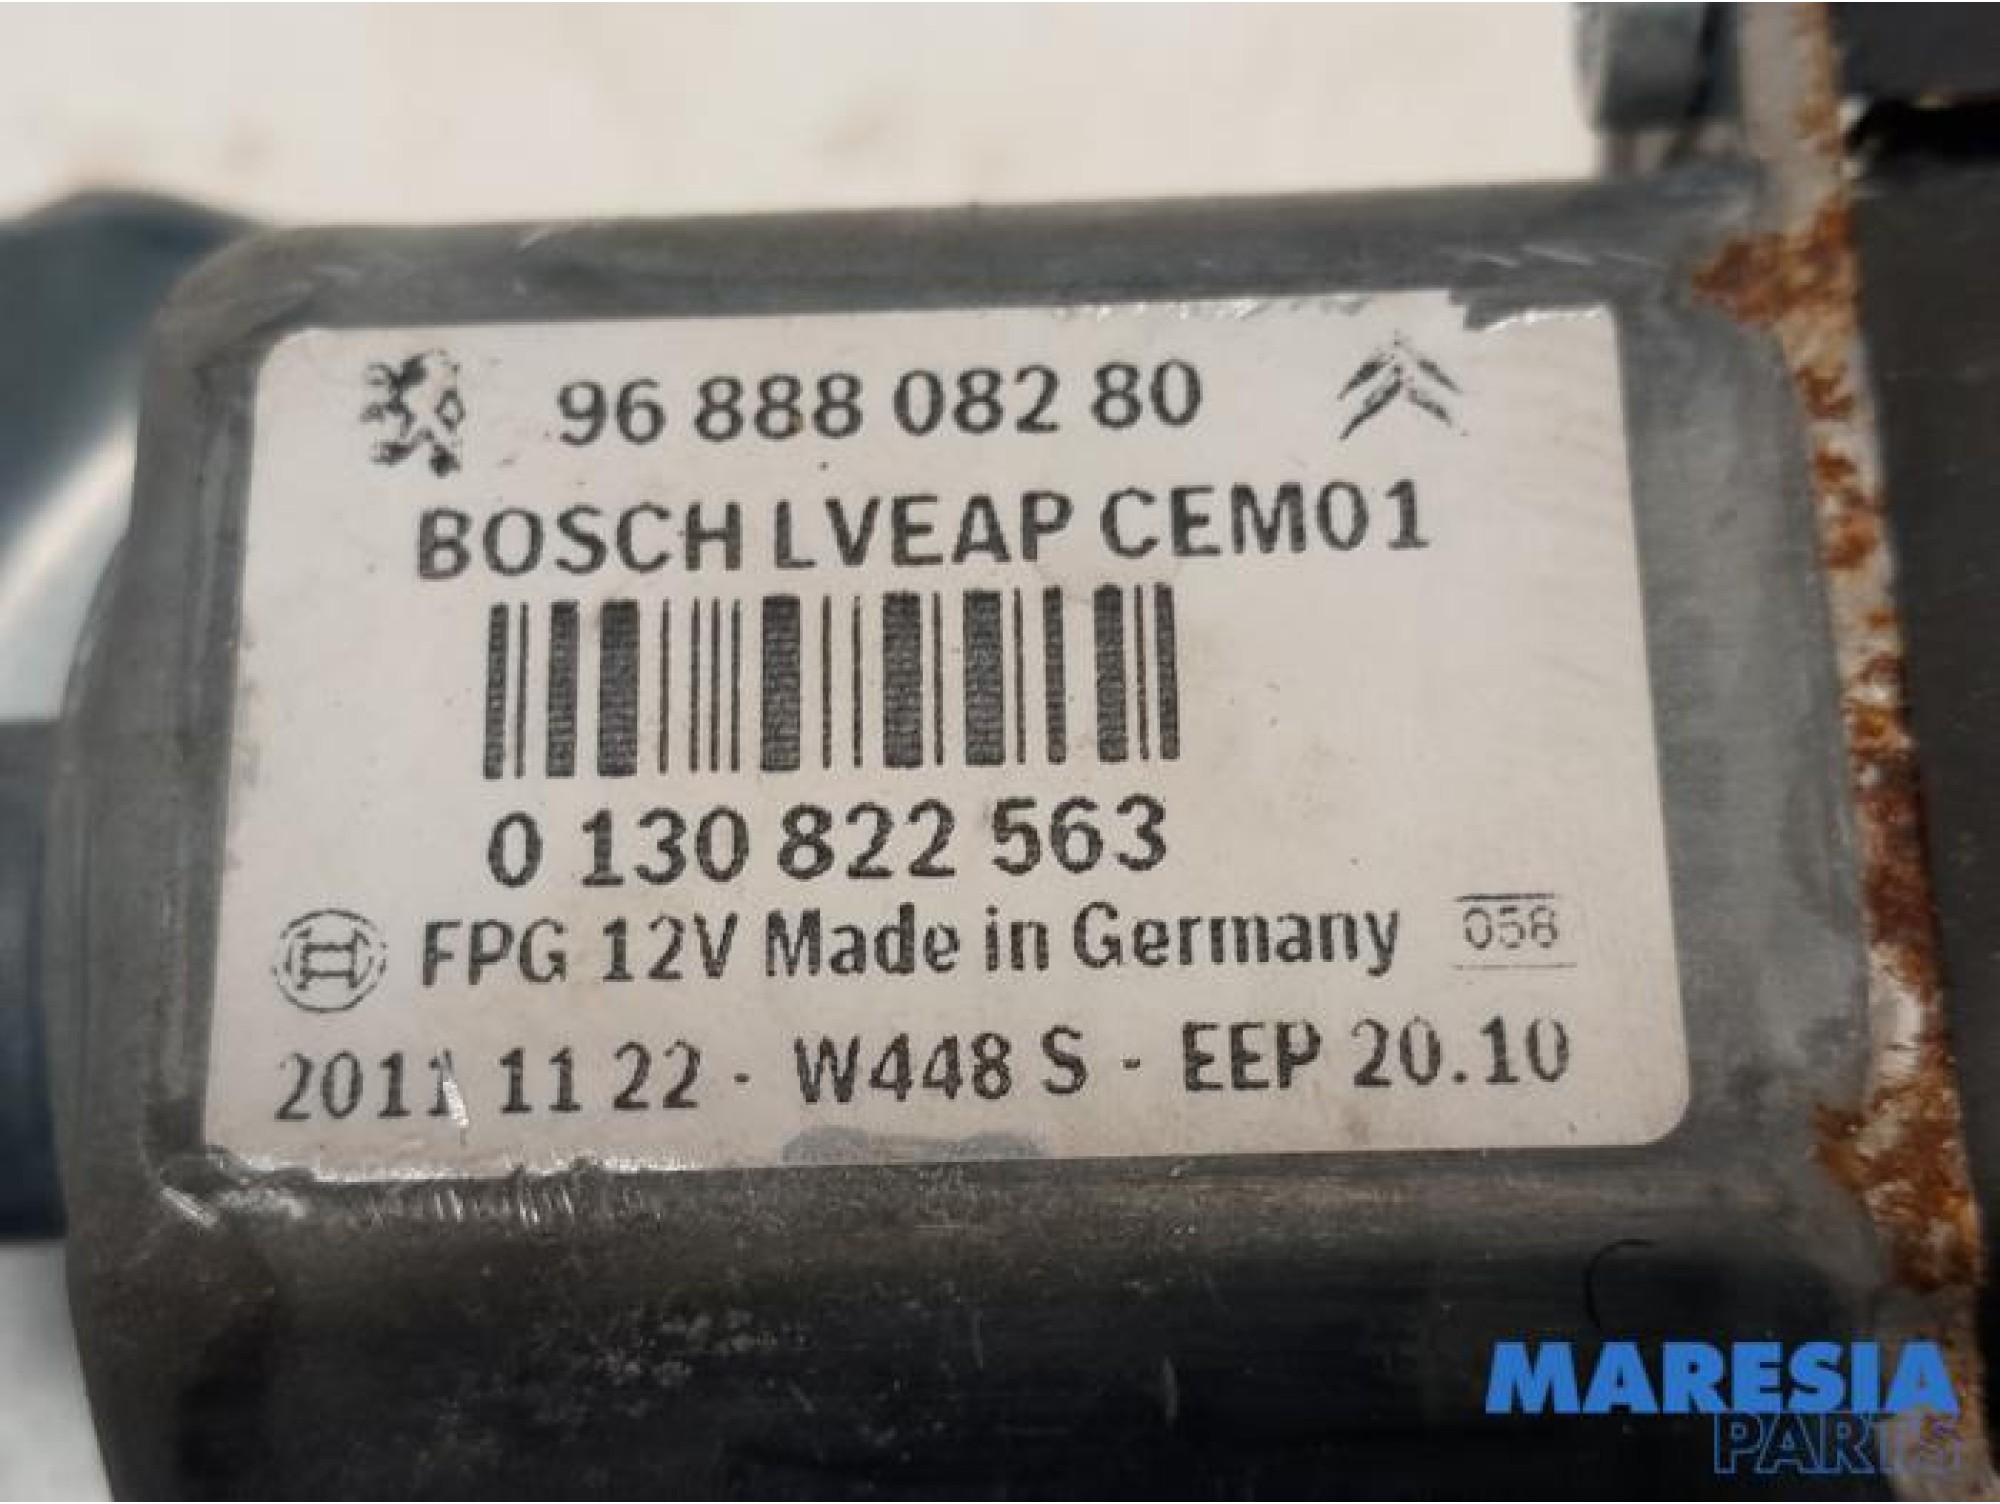 96 888 082 80
BOSCH LVEAP CEM01
0 130 822 563
FPG 12V Made in Germany 058
2011 11 22 - W448 S - EEP 20.10
MARESIA
PARTS